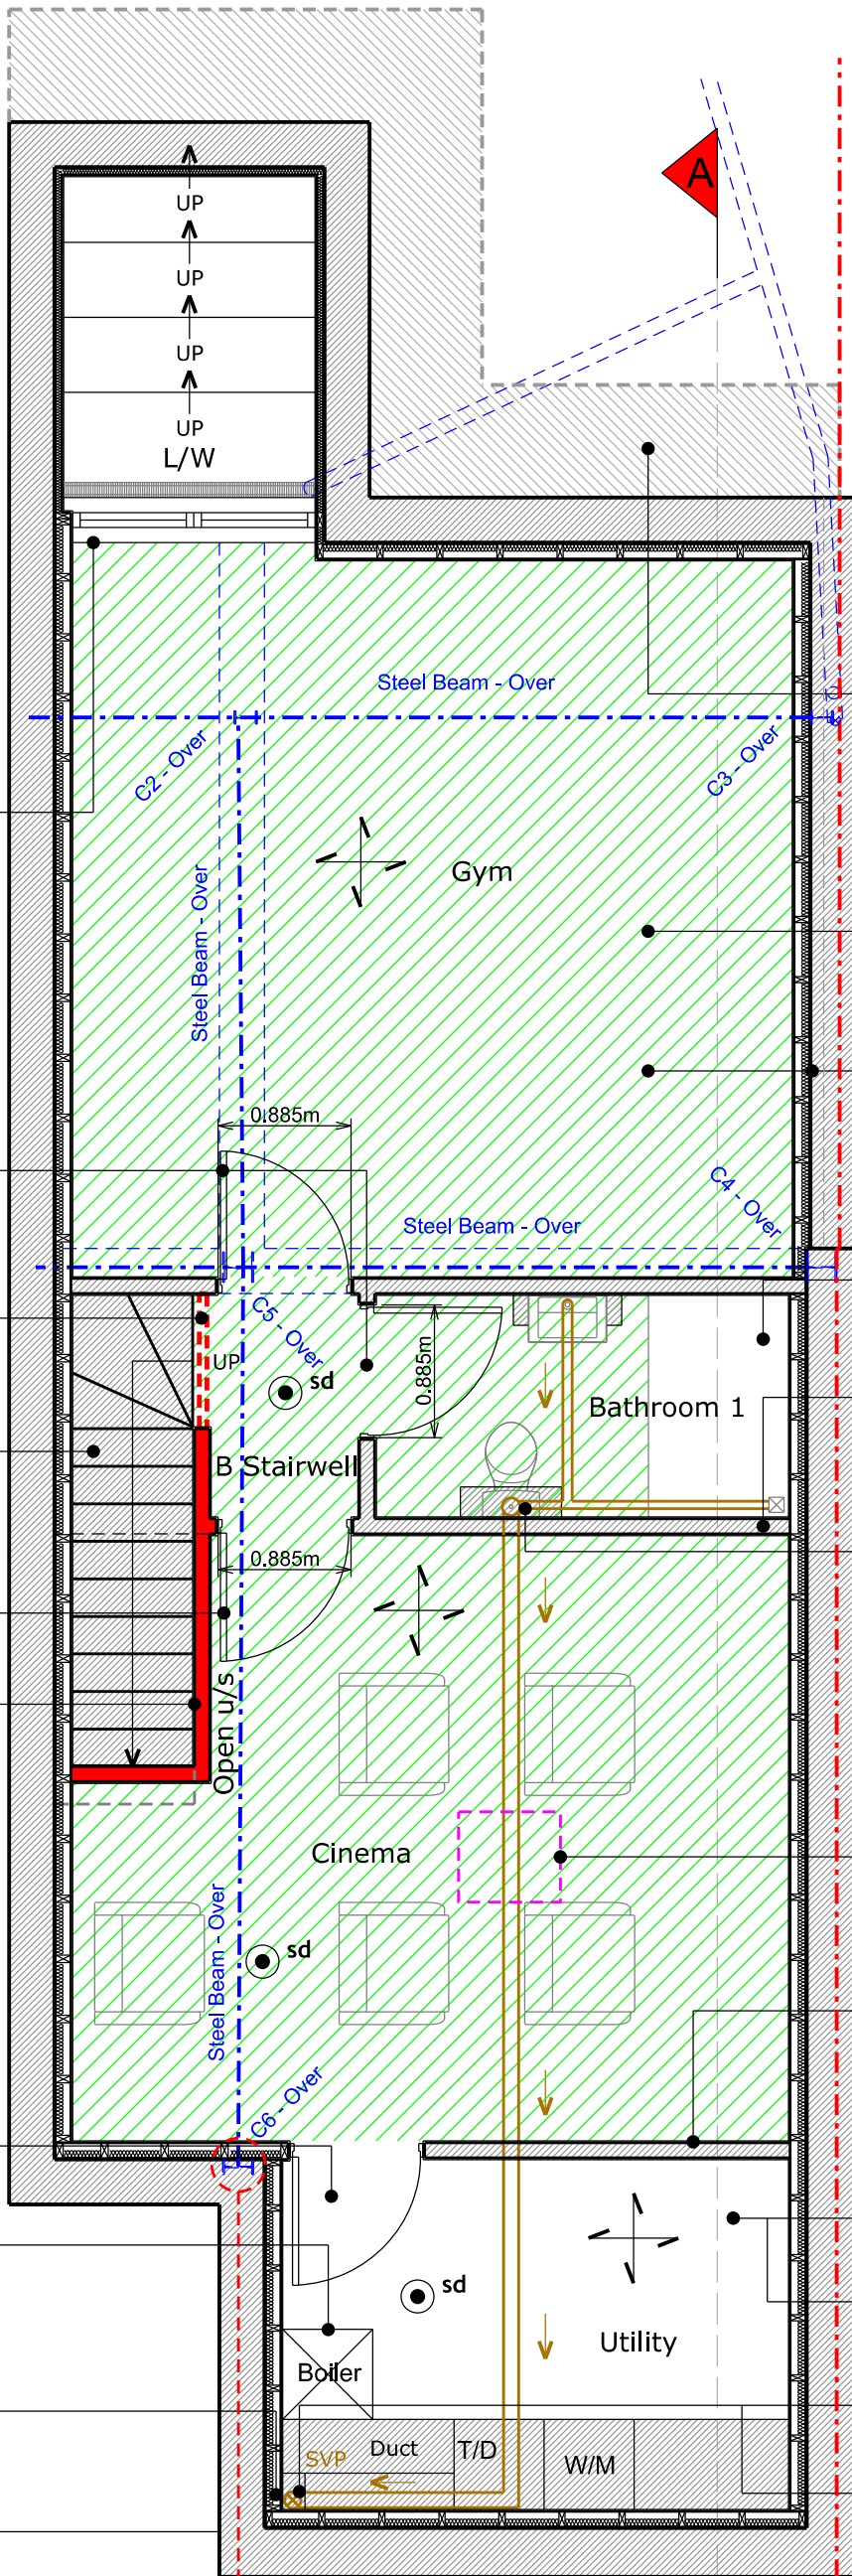 A
UP
UP
UP
UP
L/W
Steel Beam - Over
C2 - Over
C3 - Over
Gym
Steel Beam - Over
0.885m
C4 - Over
Steel Beam - Over
C5 - Over
UP
sd
0.885m
Bathroom 1
B Stairwell
0.885m
Open u/s
Cinema
Steel Beam - Over
sd
C6 - Over
sd
Utility
Boiler
Duct
T/D
SVP
W/M